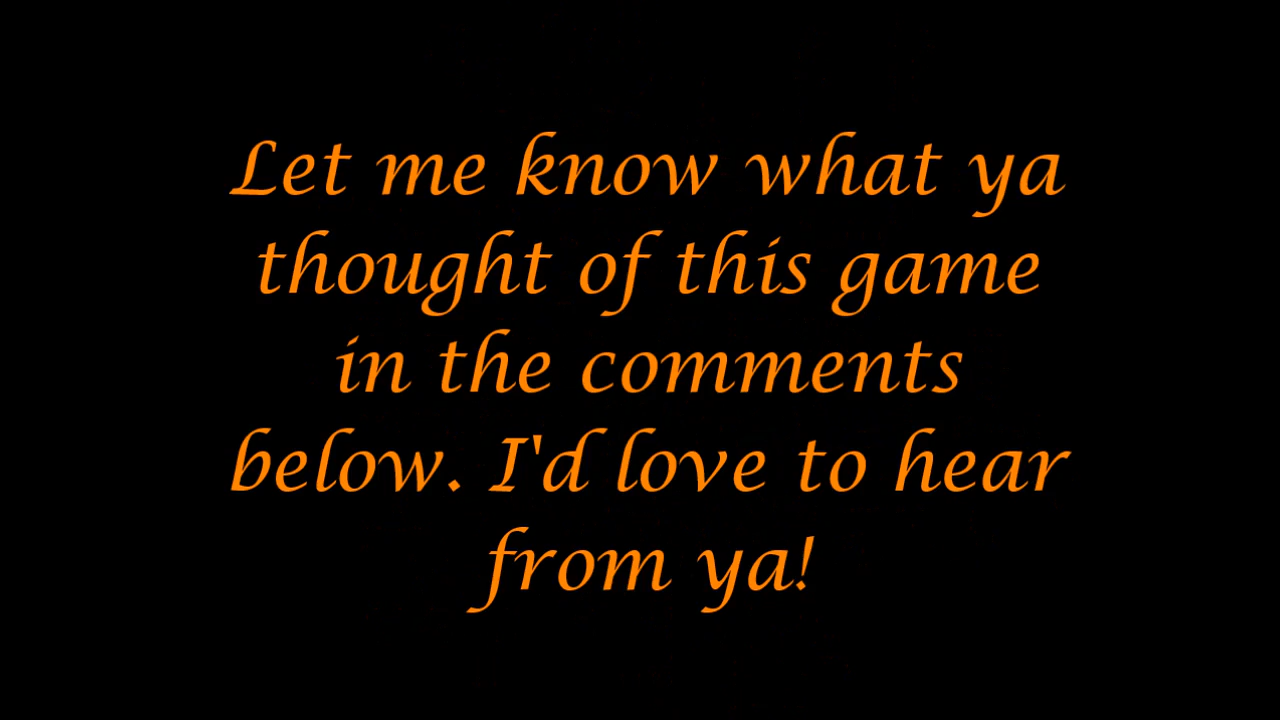 Let me know what ya
thought of this game
in the comments
below. I'd love to hear
from ya!